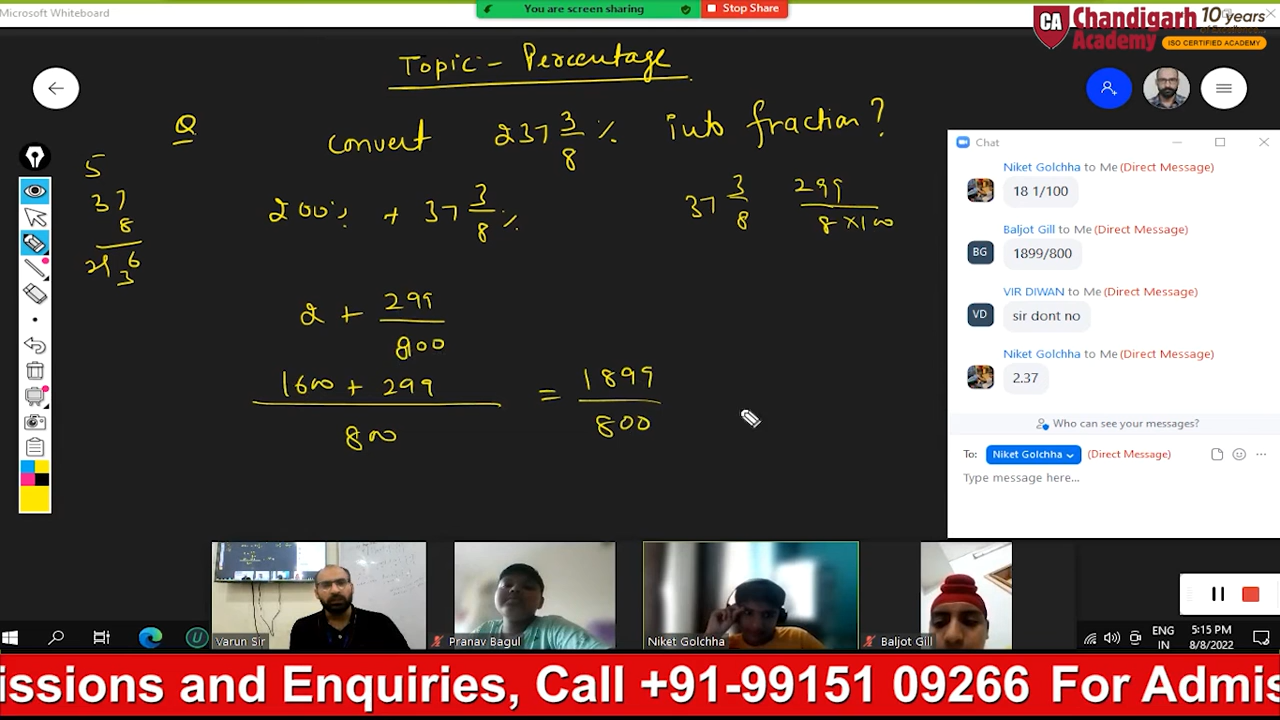 You are screen sharing
Stop Share
Microsoft Whiteboard
CA Chandigarh Academy
10 years
ISO CERTIFIED ACADEMY
Topic - Percentage
Q convert 237 3/8 % into fraction?
200% + 37 3/8 %
37 3/8 299/8×100
5
37
8
296
3
2 + 299/800
1600 + 299/800 = 1899/800
Chat
Niket Golchha to Me (Direct Message)
18 1/100
Baljot Gill to Me (Direct Message)
BG
1899/800
VIR DIWAN to Me (Direct Message)
VD
sir dont no
Niket Golchha to Me (Direct Message)
2.37
Who can see your messages?
To: Niket Golchha (Direct Message)
Type message here...
Varun Sir
Pranav Bagul
Niket Golchha
Baljot Gill
ENG
IN
5:15 PM
8/8/2022
issions and Enquiries, Call +91-99151 09266 For Admis